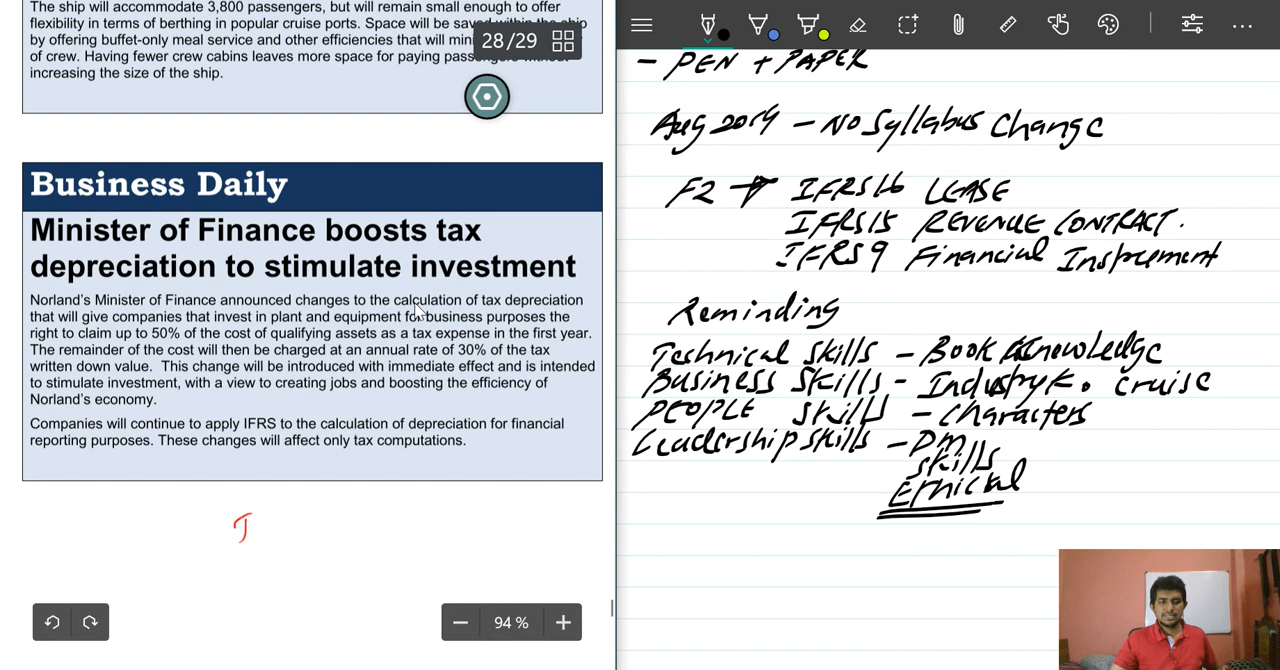 The ship will accommodate 3,800 passengers, but will remain small enough to offer
flexibility in terms of berthing in popular cruise ports. Space will be saved within the ship
by offering buffet-only meal service and other efficiencies that will
of crew. Having fewer crew cabins leaves more space for paying passengers without
increasing the size of the ship.
28/29
Business Daily
Minister of Finance boosts tax
depreciation to stimulate investment
Norland's Minister of Finance announced changes to the calculation of tax depreciation
that will give companies that invest in plant and equipment for business purposes the
right to claim up to 50% of the cost of qualifying assets as a tax expense in the first year.
The remainder of the cost will then be charged at an annual rate of 30% of the tax
written down value. This change will be introduced with immediate effect and is intended
to stimulate investment, with a view to creating jobs and boosting the efficiency of
Norland's economy.
Companies will continue to apply IFRS to the calculation of depreciation for financial
reporting purposes. These changes will affect only tax computations.
94 %
- PEN + PAPER
Aug 2019 - No Syllabus Change
F2 → IFRS16 LEASE
IFRS15 REVENUE CONTRACT.
IFRS 9 Financial Instrument
Reminding
Technical skills - Book Knowledge
Business skills - Industry K. cruise
PEOPLE skills - characters
Leadership skills - DM
skills
Ethical